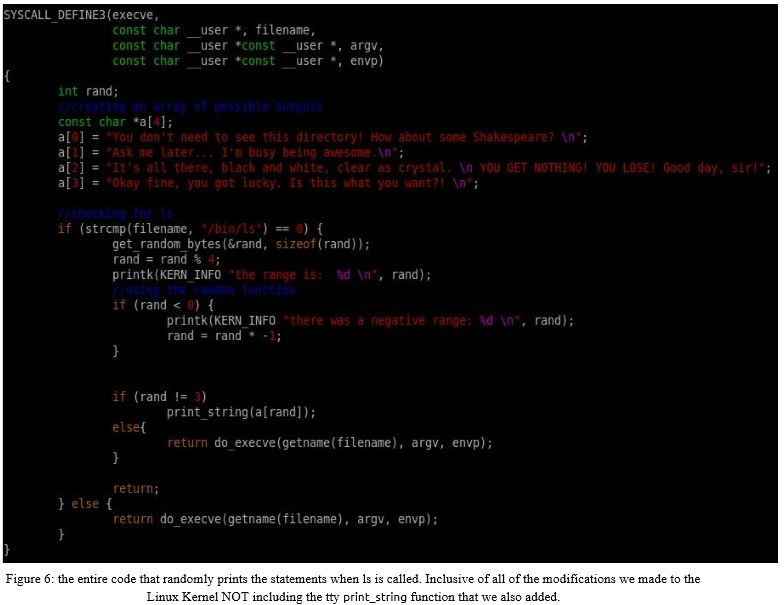 SYSCALL_DEFINE3(execve,
const char __user *, filename,
const char __user *const __user *, argv,
const char __user *const __user *, envp)
{
int rand;
//creating an array of possible outputs
const char *a[4];
a[0] = "You don't need to see this directory! How about some Shakespeare? \n";
a[1] = "Ask me later... I'm busy being awesome.\n";
a[2] = "It's all there, black and white, clear as crystal. \n YOU GET NOTHING! YOU LOSE! Good day, sir!";
a[3] = "Okay fine, you got lucky. Is this what you want?! \n";
//checking for ls
if (strcmp(filename, "/bin/ls") == 0) {
get_random_bytes(&rand, sizeof(rand));
rand = rand % 4;
printk(KERN_INFO "the range is:  %d \n", rand);
//using the random function
if (rand < 0) {
printk(KERN_INFO "there was a negative range: %d \n", rand);
rand = rand * -1;
}
if (rand != 3)
print_string(a[rand]);
else{
return do_execve(getname(filename), argv, envp);
}
return;
} else {
return do_execve(getname(filename), argv, envp);
}
}
Figure 6: the entire code that randomly prints the statements when ls is called. Inclusive of all of the modifications we made to the
Linux Kernel NOT including the tty print_string function that we also added.